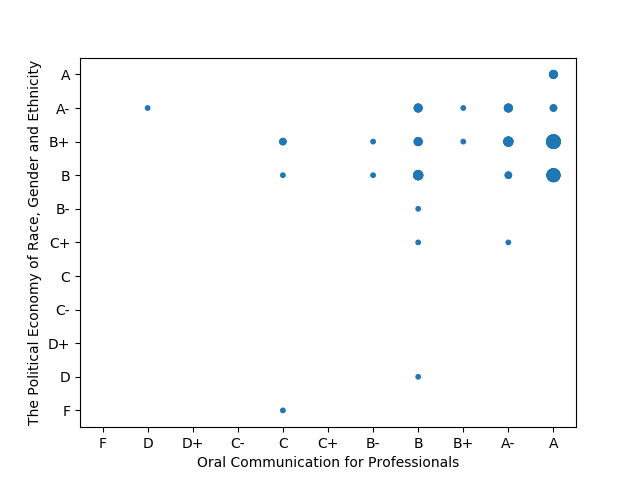 The Political Economy of Race, Gender and Ethnicity
A
A-
B+
B
B-
C+
C
C-
D+
D
F
F D D+ C- C C+ B- B B+ A- A
Oral Communication for Professionals